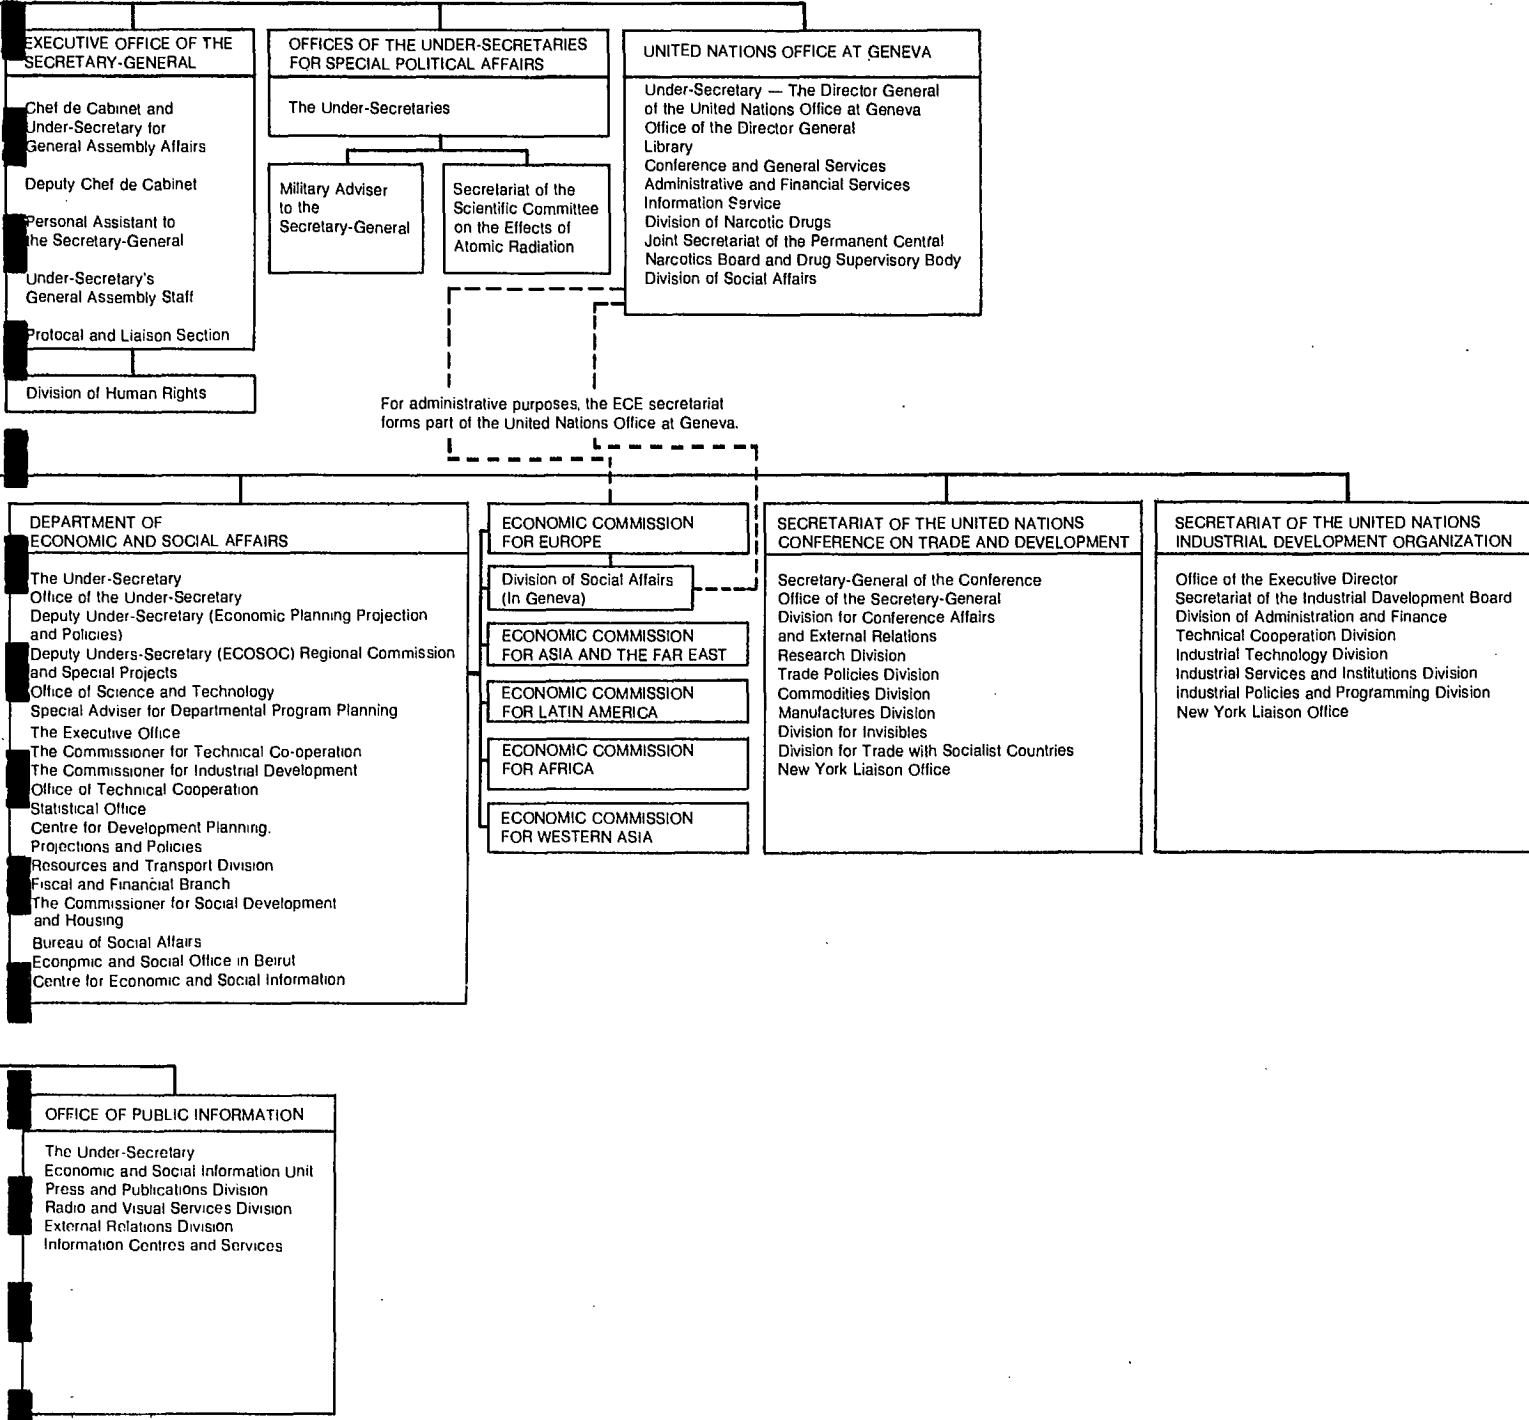 EXECUTIVE OFFICE OF THE
SECRETARY-GENERAL
Chef de Cabinet and
Under-Secretary for
General Assembly Affairs
Deputy Chef de Cabinet
Personal Assistant to
the Secretary-General
Under-Secretary's
General Assembly Staff
Protocal and Liaison Section
Division of Human Rights
OFFICES OF THE UNDER-SECRETARIES
FOR SPECIAL POLITICAL AFFAIRS
The Under-Secretaries
Military Adviser
to the
Secretary-General
Secretariat of the
Scientific Committee
on the Effects of
Atomic Radiation
UNITED NATIONS OFFICE AT GENEVA
Under-Secretary — The Director General
of the United Nations Office at Geneva
Office of the Director General
Library
Conference and General Services
Administrative and Financial Services
Information Service
Division of Narcotic Drugs
Joint Secretariat of the Permanent Central
Narcotics Board and Drug Supervisory Body
Division of Social Affairs
For administrative purposes, the ECE secretariat
forms part of the United Nations Office at Geneva.
DEPARTMENT OF
ECONOMIC AND SOCIAL AFFAIRS
The Under-Secretary
Office of the Under-Secretary
Deputy Under-Secretary (Economic Planning Projection
and Policies)
Deputy Unders-Secretary (ECOSOC) Regional Commission
and Special Projects
Office of Science and Technology
Special Adviser for Departmental Program Planning
The Executive Office
The Commissioner for Technical Co-operation
The Commissioner for Industrial Development
Office of Technical Cooperation
Statistical Office
Centre for Development Planning.
Projections and Policies
Resources and Transport Division
Fiscal and Financial Branch
The Commissioner for Social Development
and Housing
Bureau of Social Affairs
Econpmic and Social Office in Beirut
Centre for Economic and Social Information
ECONOMIC COMMISSION
FOR EUROPE
Division of Social Affairs
(In Geneva)
ECONOMIC COMMISSION
FOR ASIA AND THE FAR EAST
ECONOMIC COMMISSION
FOR LATIN AMERICA
ECONOMIC COMMISSION
FOR AFRICA
ECONOMIC COMMISSION
FOR WESTERN ASIA
SECRETARIAT OF THE UNITED NATIONS
CONFERENCE ON TRADE AND DEVELOPMENT
Secretary-General of the Conference
Office of the Secretery-General
Division for Conference Affairs
and External Relations
Research Division
Trade Policies Division
Commodities Division
Manufactures Division
Division for Invisibles
Division for Trade with Socialist Countries
New York Liaison Office
SECRETARIAT OF THE UNITED NATIONS
INDUSTRIAL DEVELOPMENT ORGANIZATION
Office of the Executive Director
Secretariat of the Industrial Davelopment Board
Division of Administration and Finance
Technical Cooperation Division
Industrial Technology Division
Industrial Services and Institutions Division
Industrial Policies and Programming Division
New York Liaison Office
OFFICE OF PUBLIC INFORMATION
The Under-Secretary
Economic and Social Information Unit
Press and Publications Division
Radio and Visual Services Division
External Relations Division
Information Centres and Services